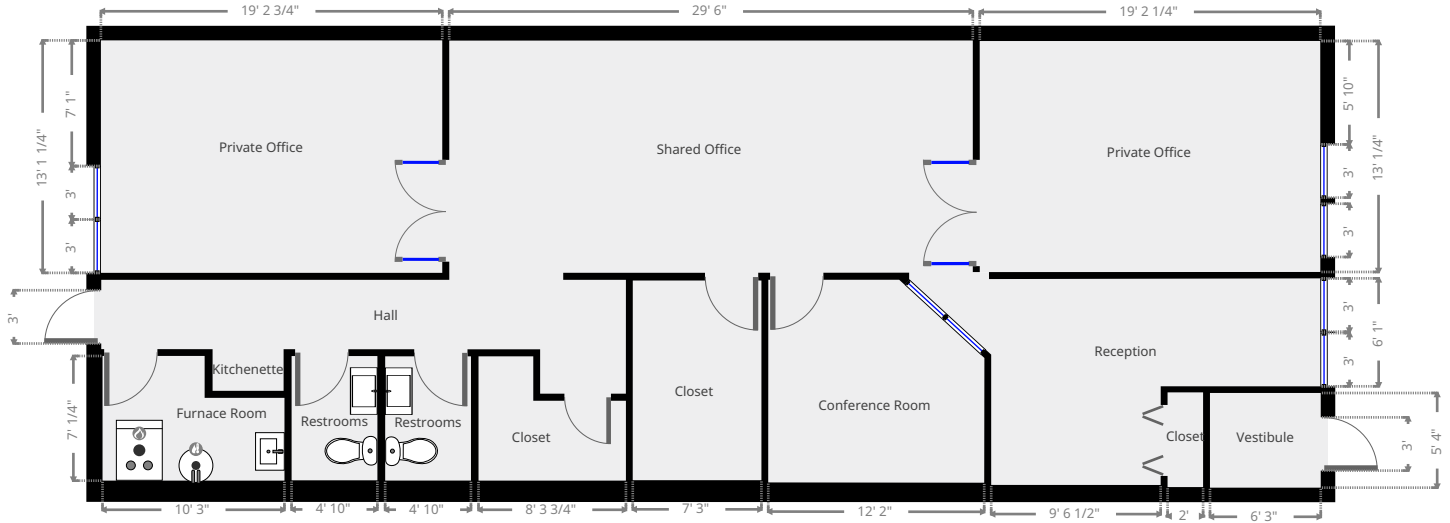 19' 2 3/4"
29' 6"
19' 2 1/4"
7' 1"
13' 1 1/4"
3'
3'
Private Office
Shared Office
Private Office
5' 10"
13' 1/4"
3'
3'
3'
Hall
3'
3'
6' 1"
Reception
Kitchenette
7' 1/4"
Furnace Room
Restrooms
Restrooms
Closet
Closet
Conference Room
Closet
Vestibule
3'
5' 4"
10' 3"
4' 10"
4' 10"
8' 3 3/4"
7' 3"
12' 2"
9' 6 1/2"
2'
6' 3"